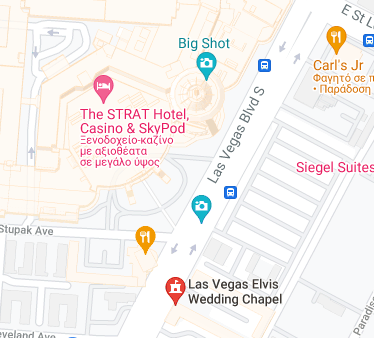 E St L
Big Shot
Carl's Jr
Φαγητό σε π
• Παράδοση
The STRAT Hotel,
Casino & SkyPod
Ξενοδοχείο-καζίνο
με αξιοθέατα
σε μεγάλο ύψος
Las Vegas Blvd S
Siegel Suites
Stupak Ave
Las Vegas Elvis
Wedding Chapel
Paradise
eveland Ave